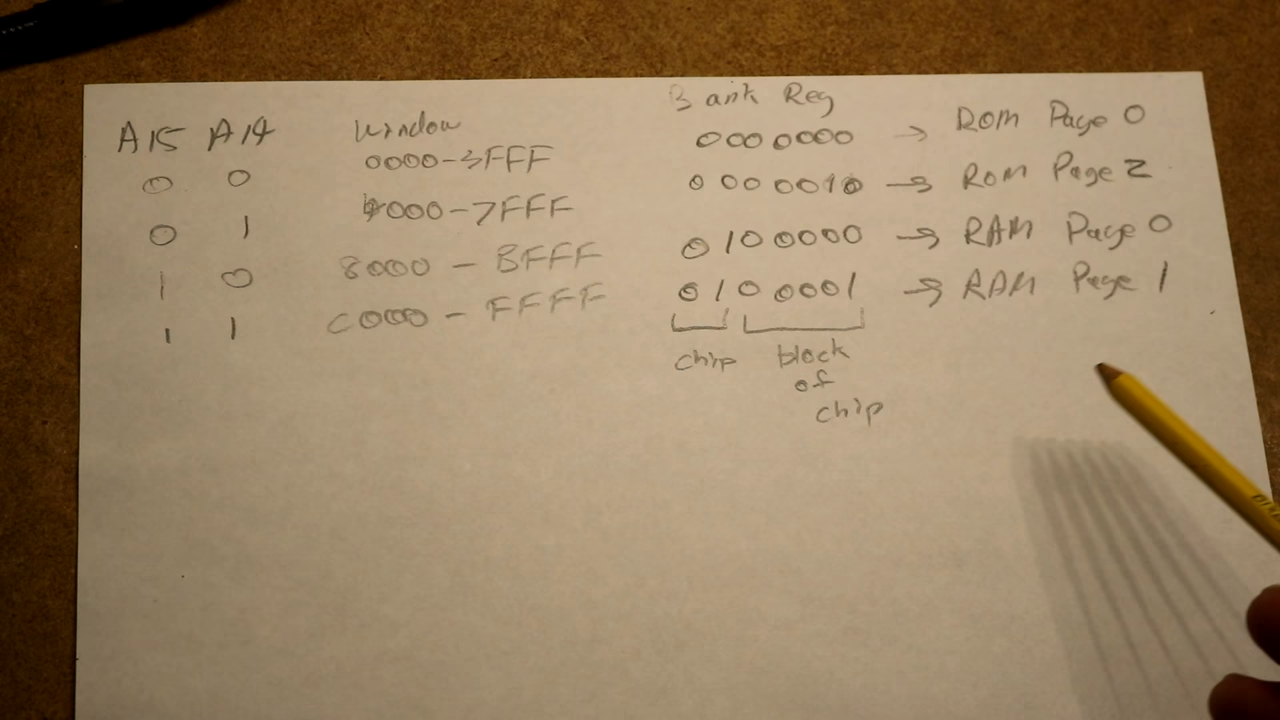 A15 A14 Window Bank Reg
0 0 0000-3FFF 0000000 → ROM Page 0
0 1 4000-7FFF 0000010 → ROM Page 2
1 0 8000 - BFFF 0100000 → RAM Page 0
1 1 C000 - FFFF 0100001 → RAM Page 1
chip block
of
chip